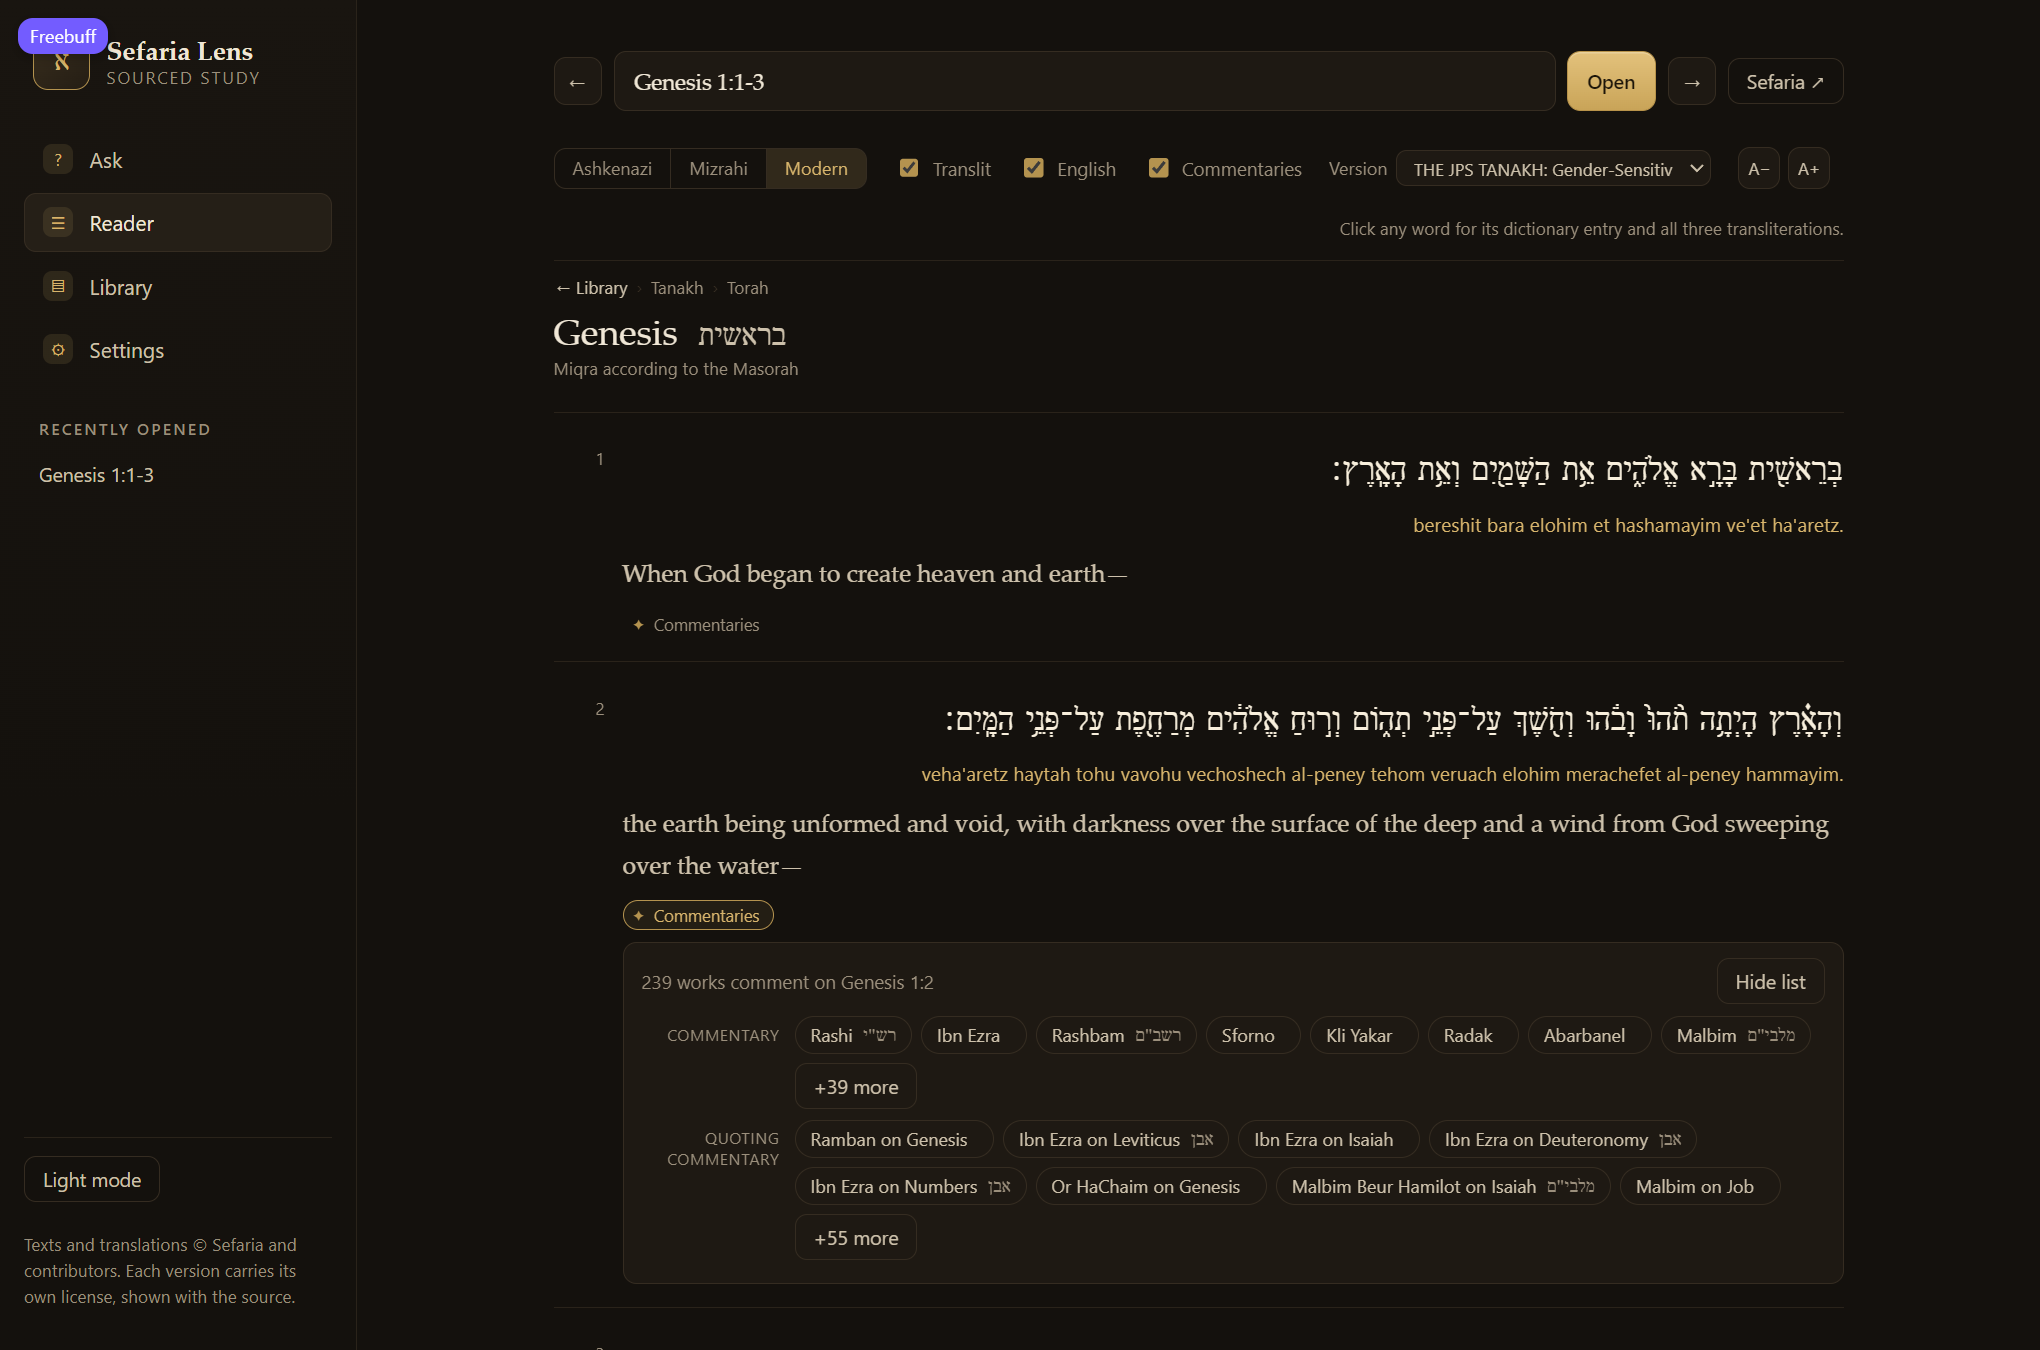 Freebuff
א
Sefaria Lens
SOURCED STUDY
? Ask
Reader
Library
Settings
RECENTLY OPENED
Genesis 1:1-3
Light mode
Texts and translations © Sefaria and
contributors. Each version carries its
own license, shown with the source.
← Genesis 1:1-3 Open → Sefaria ↗
Ashkenazi Mizrahi Modern Translit English Commentaries Version THE JPS TANAKH: Gender-Sensitiv A− A+
Click any word for its dictionary entry and all three transliterations.
← Library › Tanakh › Torah
Genesis בראשית
Miqra according to the Masorah
1
בְּרֵאשִׁ֖ית בָּרָ֣א אֱלֹהִ֑ים אֵ֥ת הַשָּׁמַ֖יִם וְאֵ֥ת הָאָֽרֶץ׃
bereshit bara elohim et hashamayim ve'et ha'aretz.
When God began to create heaven and earth—
✦ Commentaries
2
וְהָאָ֗רֶץ הָיְתָ֥ה תֹ֙הוּ֙ וָבֹ֔הוּ וְחֹ֖שֶׁךְ עַל־פְּנֵ֣י תְה֑וֹם וְר֣וּחַ אֱלֹהִ֔ים מְרַחֶ֖פֶת עַל־פְּנֵ֥י הַמָּֽיִם׃
veha'aretz haytah tohu vavohu vechoshech al-peney tehom veruach elohim merachefet al-peney hammayim.
the earth being unformed and void, with darkness over the surface of the deep and a wind from God sweeping
over the water—
✦ Commentaries
239 works comment on Genesis 1:2 Hide list
COMMENTARY Rashi רש"י Ibn Ezra Rashbam רשב"ם Sforno Kli Yakar Radak Abarbanel Malbim מלבי"ם
+39 more
QUOTING COMMENTARY Ramban on Genesis Ibn Ezra on Leviticus אבן Ibn Ezra on Isaiah Ibn Ezra on Deuteronomy אבן
Ibn Ezra on Numbers אבן Or HaChaim on Genesis Malbim Beur Hamilot on Isaiah מלבי"ם Malbim on Job
+55 more